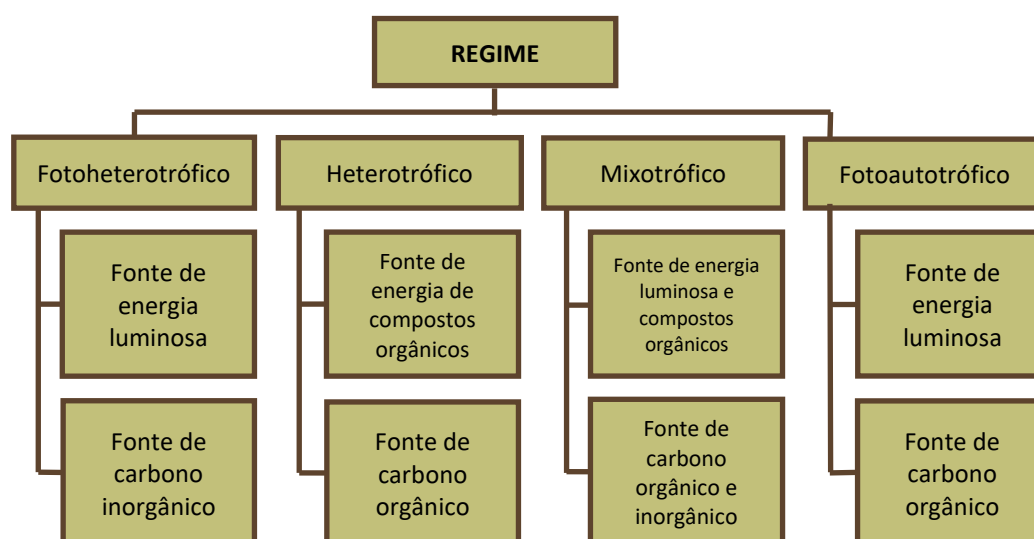 REGIME
Fotoheterotrófico
Fonte de
energia
luminosa
Fonte de
carbono
inorgânico
Heterotrófico
Fonte de
energia de
compostos
orgânicos
Fonte de
carbono
orgânico
Mixotrófico
Fonte de energia
luminosa e
compostos
orgânicos
Fonte de
carbono
orgânico e
inorgânico
Fotoautotrófico
Fonte de
energia
luminosa
Fonte de
carbono
orgânico